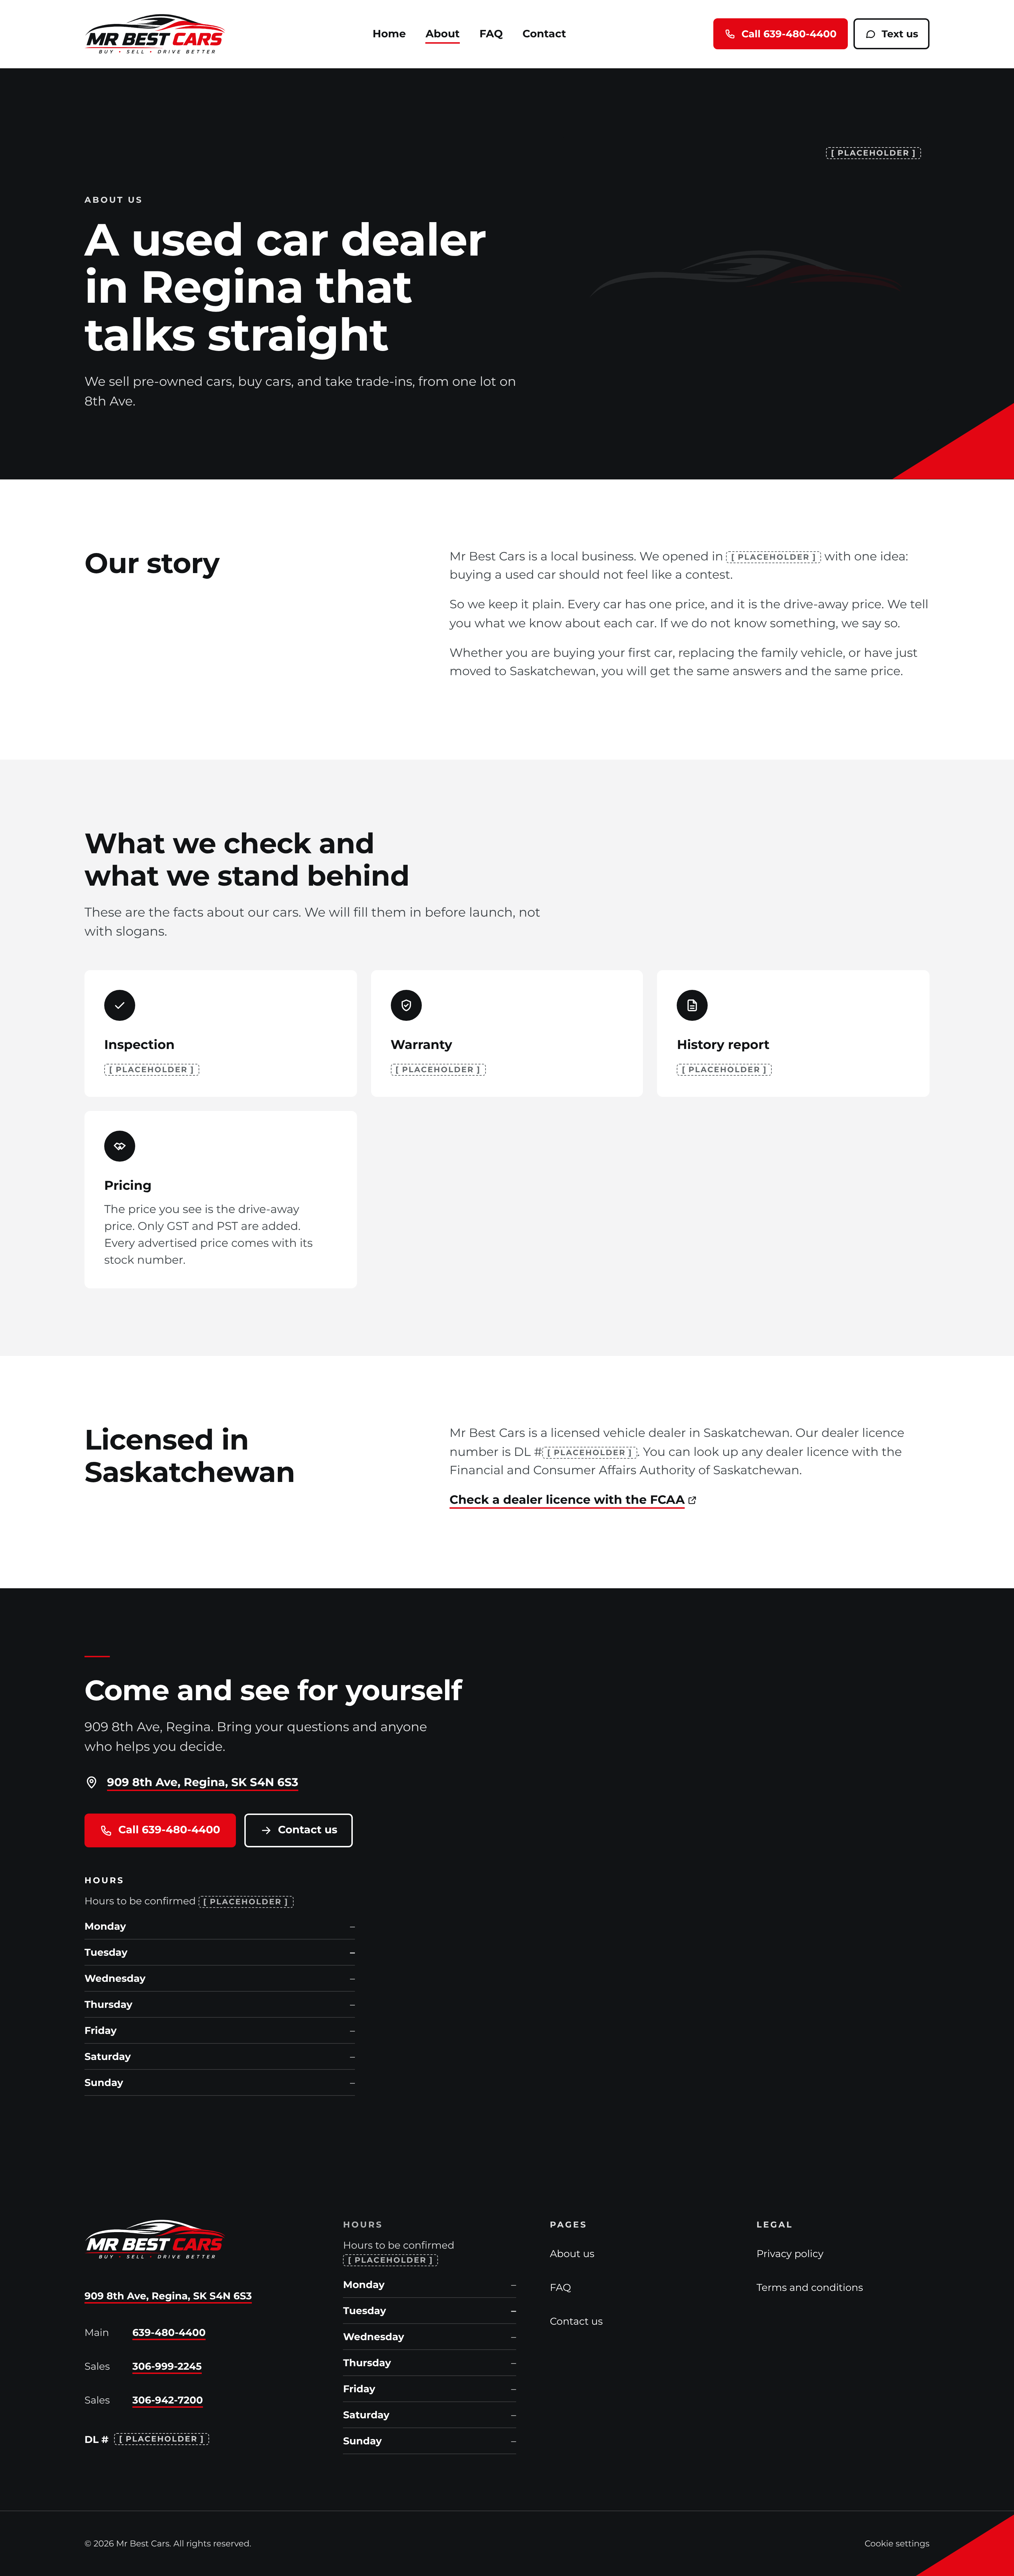 MR BEST CARS
BUY • SELL • DRIVE BETTER
Home
About
FAQ
Contact
Call 639-480-4400
Text us
[ PLACEHOLDER ]
ABOUT US
A used car dealer
in Regina that
talks straight
We sell pre-owned cars, buy cars, and take trade-ins, from one lot on
8th Ave.
Our story
Mr Best Cars is a local business. We opened in [ PLACEHOLDER ] with one idea:
buying a used car should not feel like a contest.
So we keep it plain. Every car has one price, and it is the drive-away price. We tell
you what we know about each car. If we do not know something, we say so.
Whether you are buying your first car, replacing the family vehicle, or have just
moved to Saskatchewan, you will get the same answers and the same price.
What we check and
what we stand behind
These are the facts about our cars. We will fill them in before launch, not
with slogans.
Inspection
[ PLACEHOLDER ]
Warranty
[ PLACEHOLDER ]
History report
[ PLACEHOLDER ]
Pricing
The price you see is the drive-away
price. Only GST and PST are added.
Every advertised price comes with its
stock number.
Licensed in
Saskatchewan
Mr Best Cars is a licensed vehicle dealer in Saskatchewan. Our dealer licence
number is DL #[ PLACEHOLDER ]. You can look up any dealer licence with the
Financial and Consumer Affairs Authority of Saskatchewan.
Check a dealer licence with the FCAA
Come and see for yourself
909 8th Ave, Regina. Bring your questions and anyone
who helps you decide.
909 8th Ave, Regina, SK S4N 6S3
Call 639-480-4400
Contact us
HOURS
Hours to be confirmed [ PLACEHOLDER ]
Monday –
Tuesday –
Wednesday –
Thursday –
Friday –
Saturday –
Sunday –
MR BEST CARS
BUY • SELL • DRIVE BETTER
909 8th Ave, Regina, SK S4N 6S3
Main 639-480-4400
Sales 306-999-2245
Sales 306-942-7200
DL # [ PLACEHOLDER ]
HOURS
Hours to be confirmed
[ PLACEHOLDER ]
Monday –
Tuesday –
Wednesday –
Thursday –
Friday –
Saturday –
Sunday –
PAGES
About us
FAQ
Contact us
LEGAL
Privacy policy
Terms and conditions
© 2026 Mr Best Cars. All rights reserved.
Cookie settings